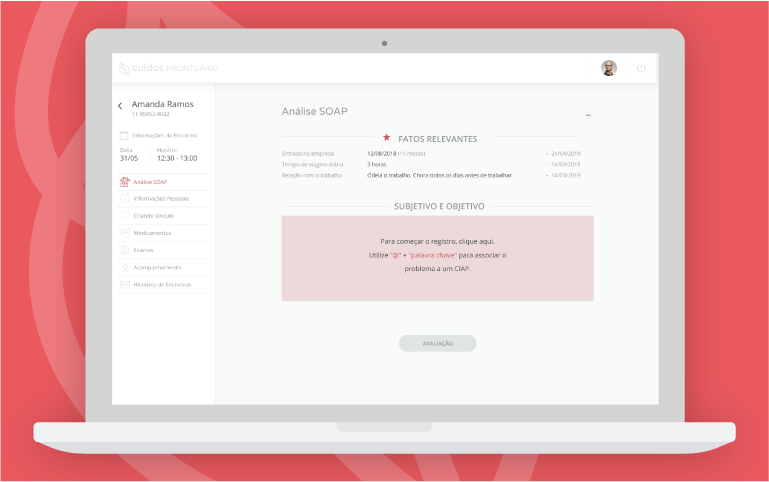 cuidas PRONTUÁRIO
Amanda Ramos
11 99853-9032
Informações do Encontro
Data
Horário
31/05
12:30 - 13:00
Análise SOAP
Informações Pessoais
Criando Vínculo
Medicamentos
Exames
Acompanhamento
Histórico de Encontros
Análise SOAP
FATOS RELEVANTES
Entrada na empresa 12/08/2018 (11 meses) – 24/04/2019
Tempo de viagem diária 3 horas – 14/03/2019
Relação com o trabalho Odeia o trabalho. Chora todos os dias antes de trabalhar – 14/03/2019
SUBJETIVO E OBJETIVO
Para começar o registro, clique aqui.
Utilize "@" + "palavra chave" para associar o
problema a um CIAP.
AVALIAÇÃO